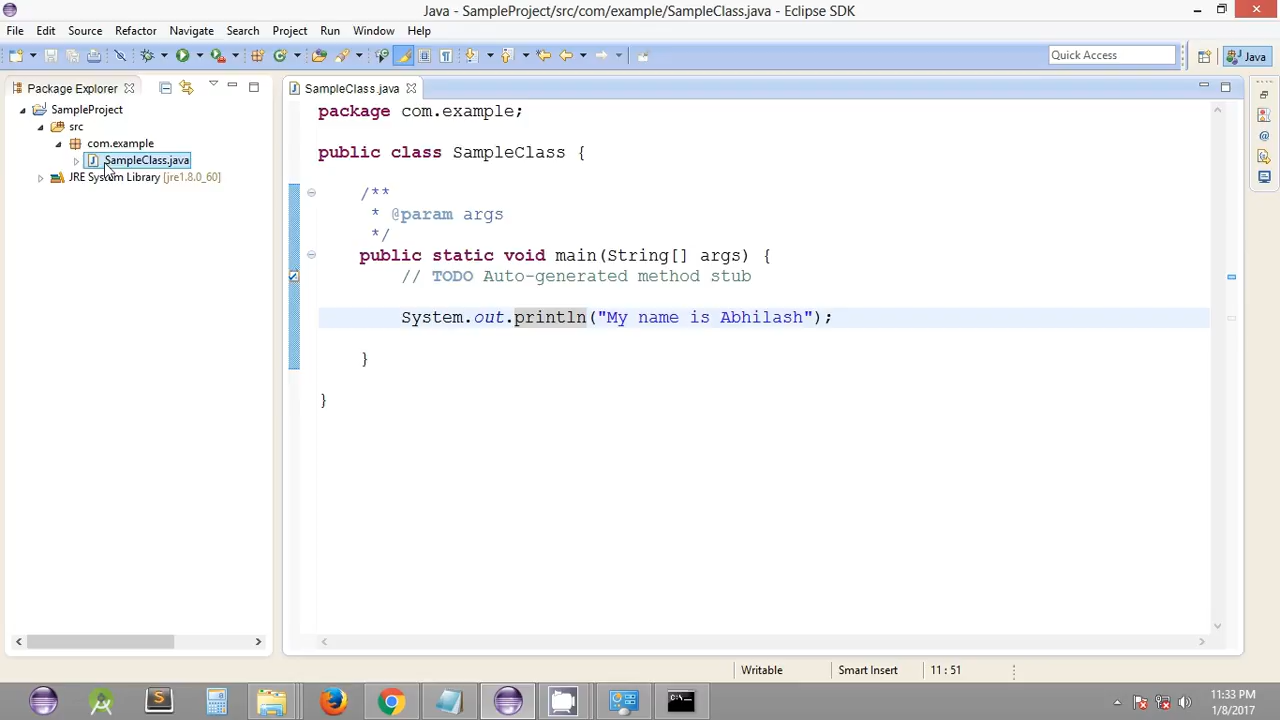 Java - SampleProject/src/com/example/SampleClass.java - Eclipse SDK
File Edit Source Refactor Navigate Search Project Run Window Help
Quick Access
Java
Package Explorer
SampleProject
src
com.example
SampleClass.java
JRE System Library [jre1.8.0_60]
SampleClass.java
package com.example;
public class SampleClass {
/**
* @param args
*/
public static void main(String[] args) {
// TODO Auto-generated method stub
System.out.println("My name is Abhilash");
}
}
Writable
Smart Insert
11 : 51
11:33 PM
1/8/2017